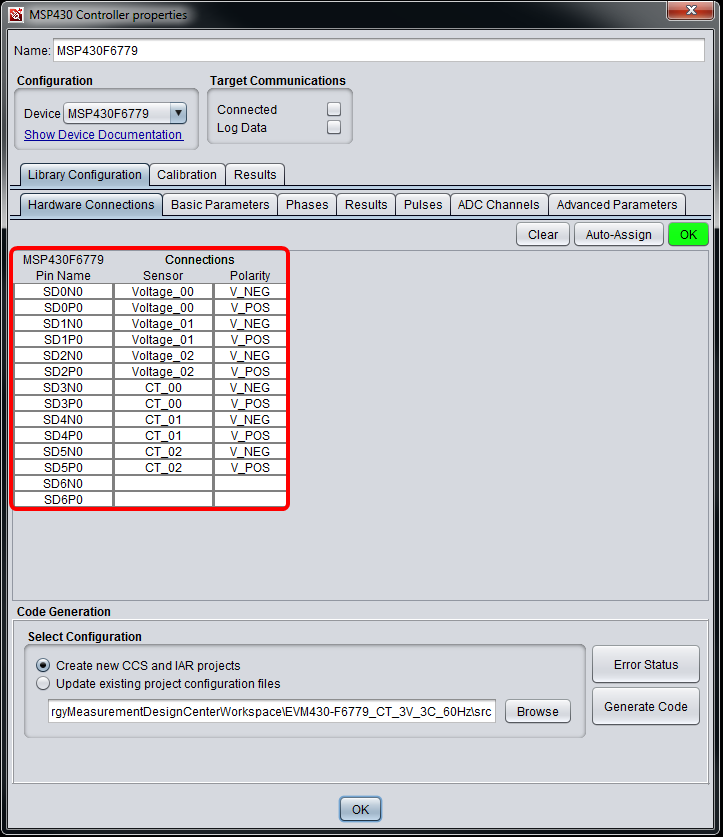 MSP430 Controller properties
Name: MSP430F6779
Configuration
Target Communications
Device MSP430F6779
Show Device Documentation
Connected
Log Data
Library Configuration Calibration Results
Hardware Connections Basic Parameters Phases Results Pulses ADC Channels Advanced Parameters
Clear Auto-Assign OK
MSP430F6779 Connections
Pin Name Sensor Polarity
SD0N0 Voltage_00 V_NEG
SD0P0 Voltage_00 V_POS
SD1N0 Voltage_01 V_NEG
SD1P0 Voltage_01 V_POS
SD2N0 Voltage_02 V_NEG
SD2P0 Voltage_02 V_POS
SD3N0 CT_00 V_NEG
SD3P0 CT_00 V_POS
SD4N0 CT_01 V_NEG
SD4P0 CT_01 V_POS
SD5N0 CT_02 V_NEG
SD5P0 CT_02 V_POS
SD6N0
SD6P0
Code Generation
Select Configuration
Create new CCS and IAR projects
Update existing project configuration files
rgyMeasurementDesignCenterWorkspace\EVM430-F6779_CT_3V_3C_60Hz\src Browse
Error Status
Generate Code
OK